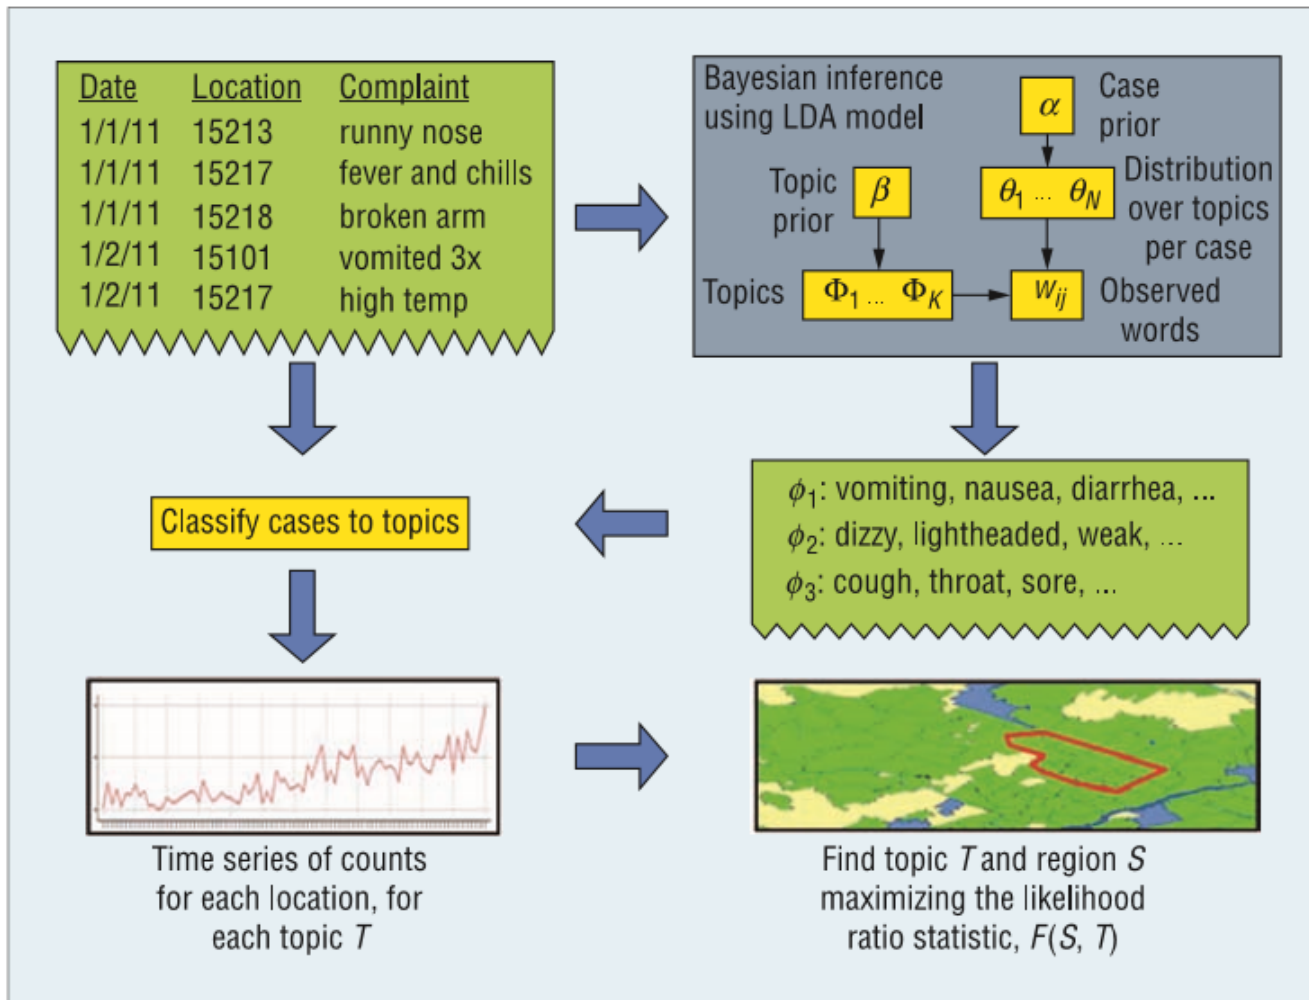 Date Location Complaint
1/1/11 15213 runny nose
1/1/11 15217 fever and chills
1/1/11 15218 broken arm
1/2/11 15101 vomited 3x
1/2/11 15217 high temp
Bayesian inference
using LDA model
α
Case
prior
Topic
prior
β
θ1 ... θN
Distribution
over topics
per case
Topics
Φ1 ... ΦK
wij
Observed
words
ϕ1: vomiting, nausea, diarrhea, ...
ϕ2: dizzy, lightheaded, weak, ...
ϕ3: cough, throat, sore, ...
Classify cases to topics
Time series of counts
for each location, for
each topic T
Find topic T and region S
maximizing the likelihood
ratio statistic, F(S, T)